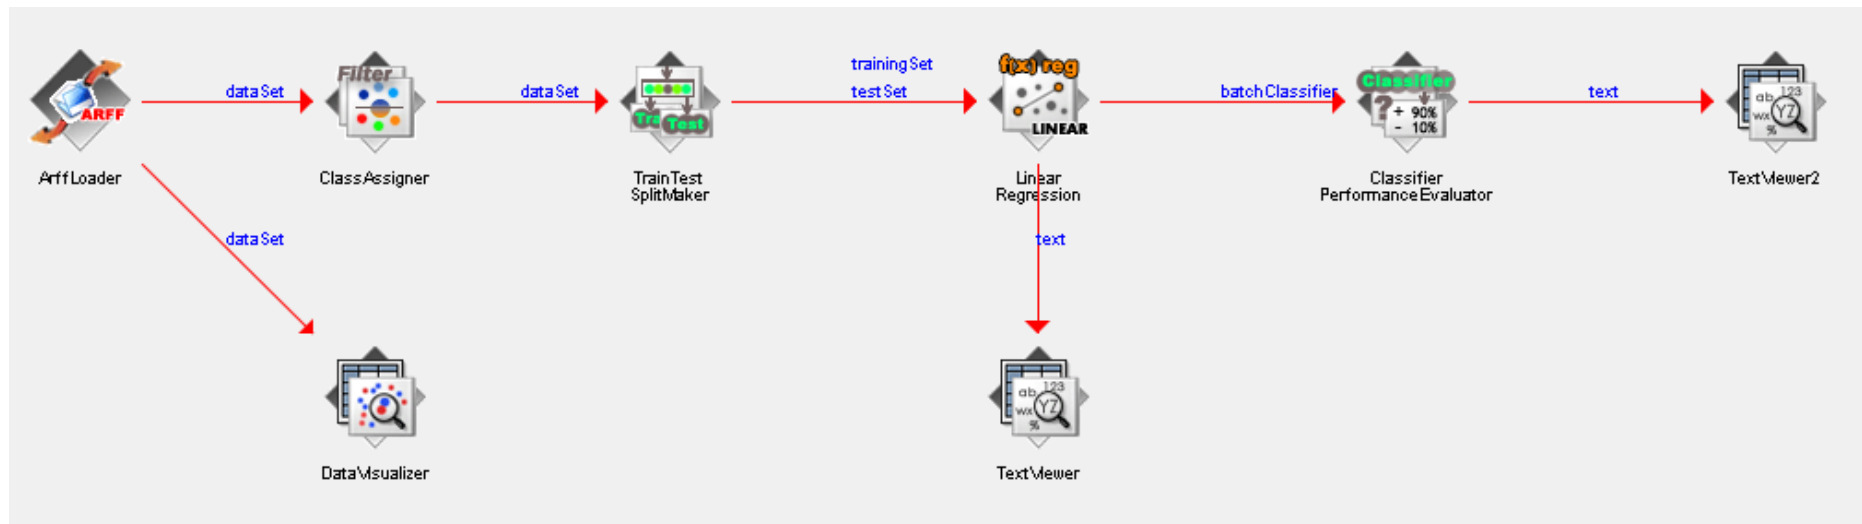 trainingSet
dataSet
dataSet
testSet
batchClassifier
text
Filter
ARFF
Tra
Test
f(x) reg
LINEAR
Classifier
?
+ 90%
- 10%
ab 123
wx YZ
%
ArffLoader
ClassAssigner
TrainTest
SplitMaker
Linear
Regression
Classifier
PerformanceEvaluator
TextViewer2
dataSet
text
ab 123
wx YZ
%
DataVisualizer
TextViewer